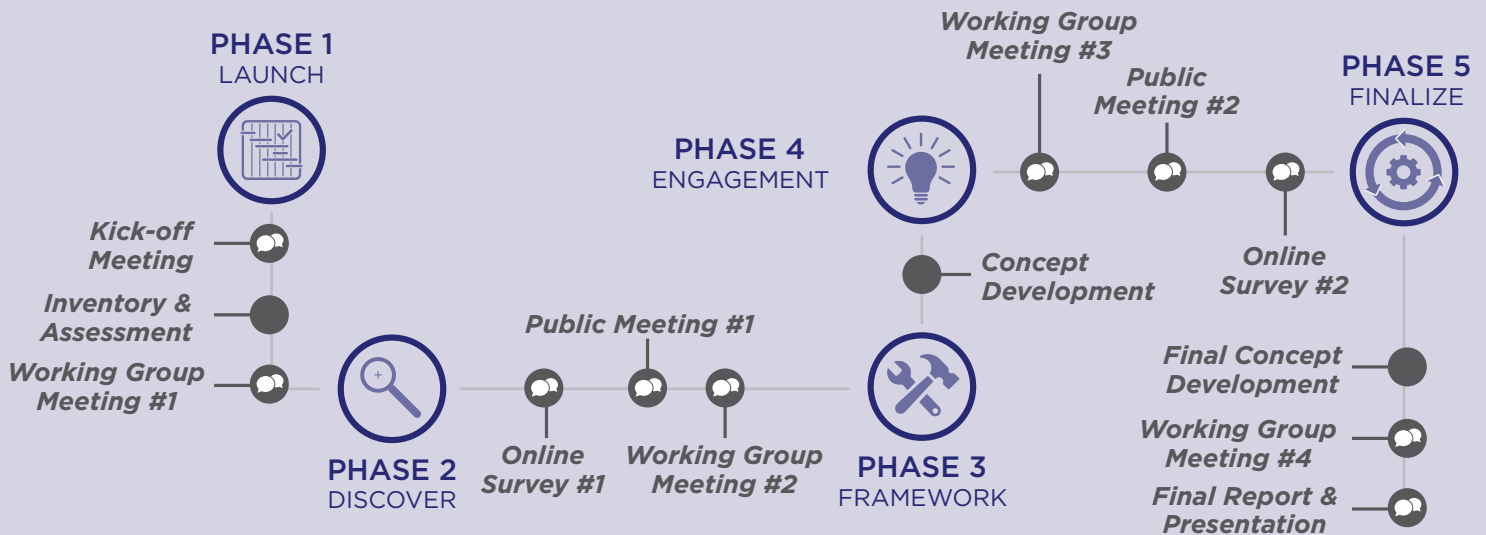 PHASE 1
LAUNCH
Kick-off
Meeting
Inventory &
Assessment
Working Group
Meeting #1
PHASE 2
DISCOVER
Online
Survey #1
Public Meeting #1
Working Group
Meeting #2
PHASE 3
FRAMEWORK
Concept
Development
PHASE 4
ENGAGEMENT
Working Group
Meeting #3
Public
Meeting #2
Online
Survey #2
PHASE 5
FINALIZE
Final Concept
Development
Working Group
Meeting #4
Final Report &
Presentation